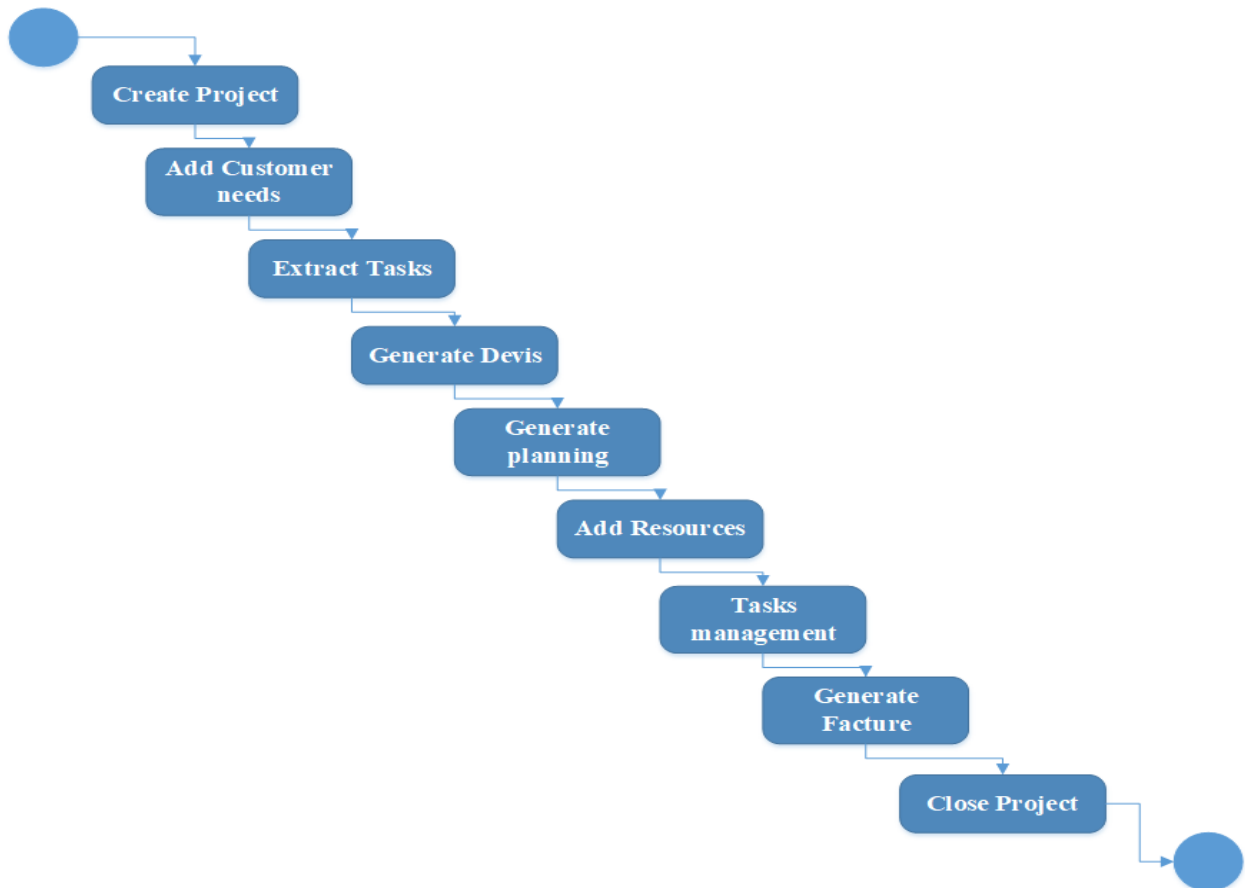 Create Project
Add Customer
needs
Extract Tasks
Generate Devis
Generate
planning
Add Resources
Tasks
management
Generate
Facture
Close Project